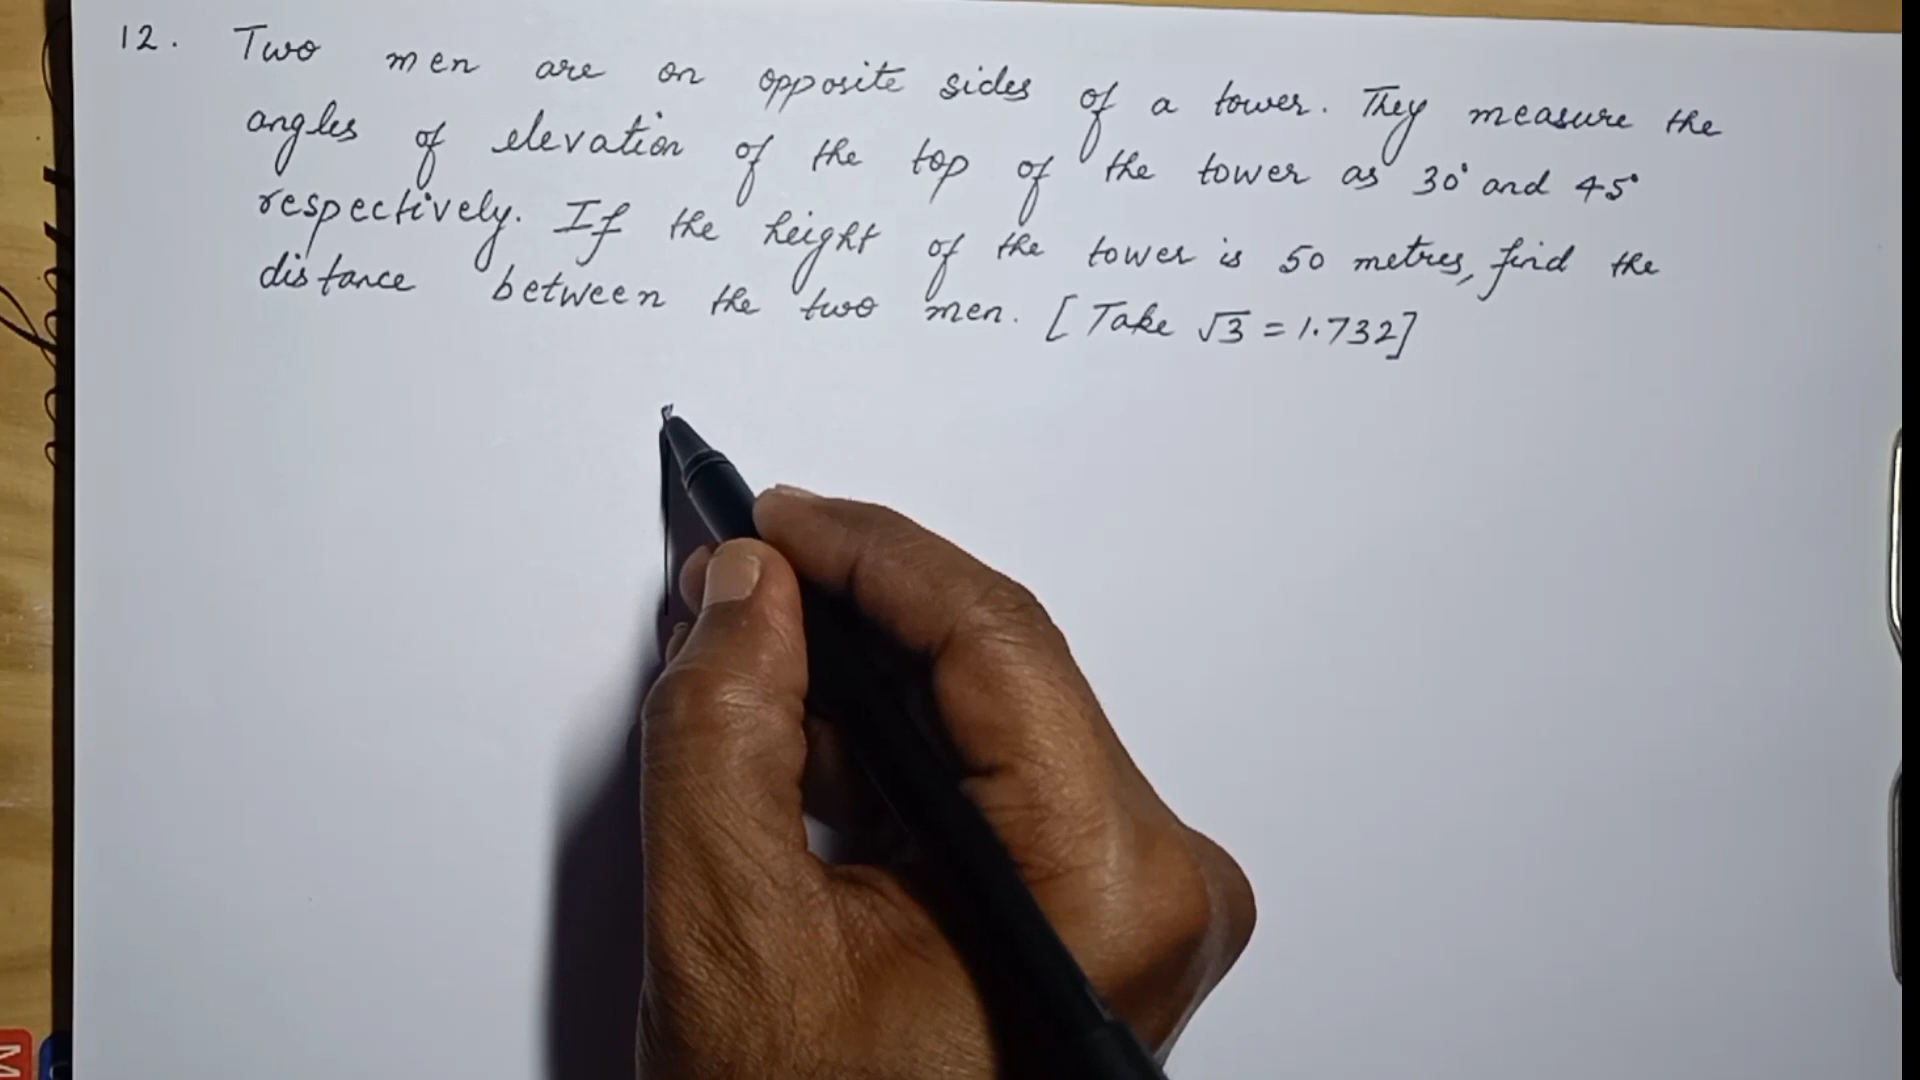 12. Two men are on opposite sides of a tower. They measure the
angles of elevation of the top of the tower as 30° and 45°
respectively. If the height of the tower is 50 metres, find the
distance between the two men. [Take √3 = 1.732]
M